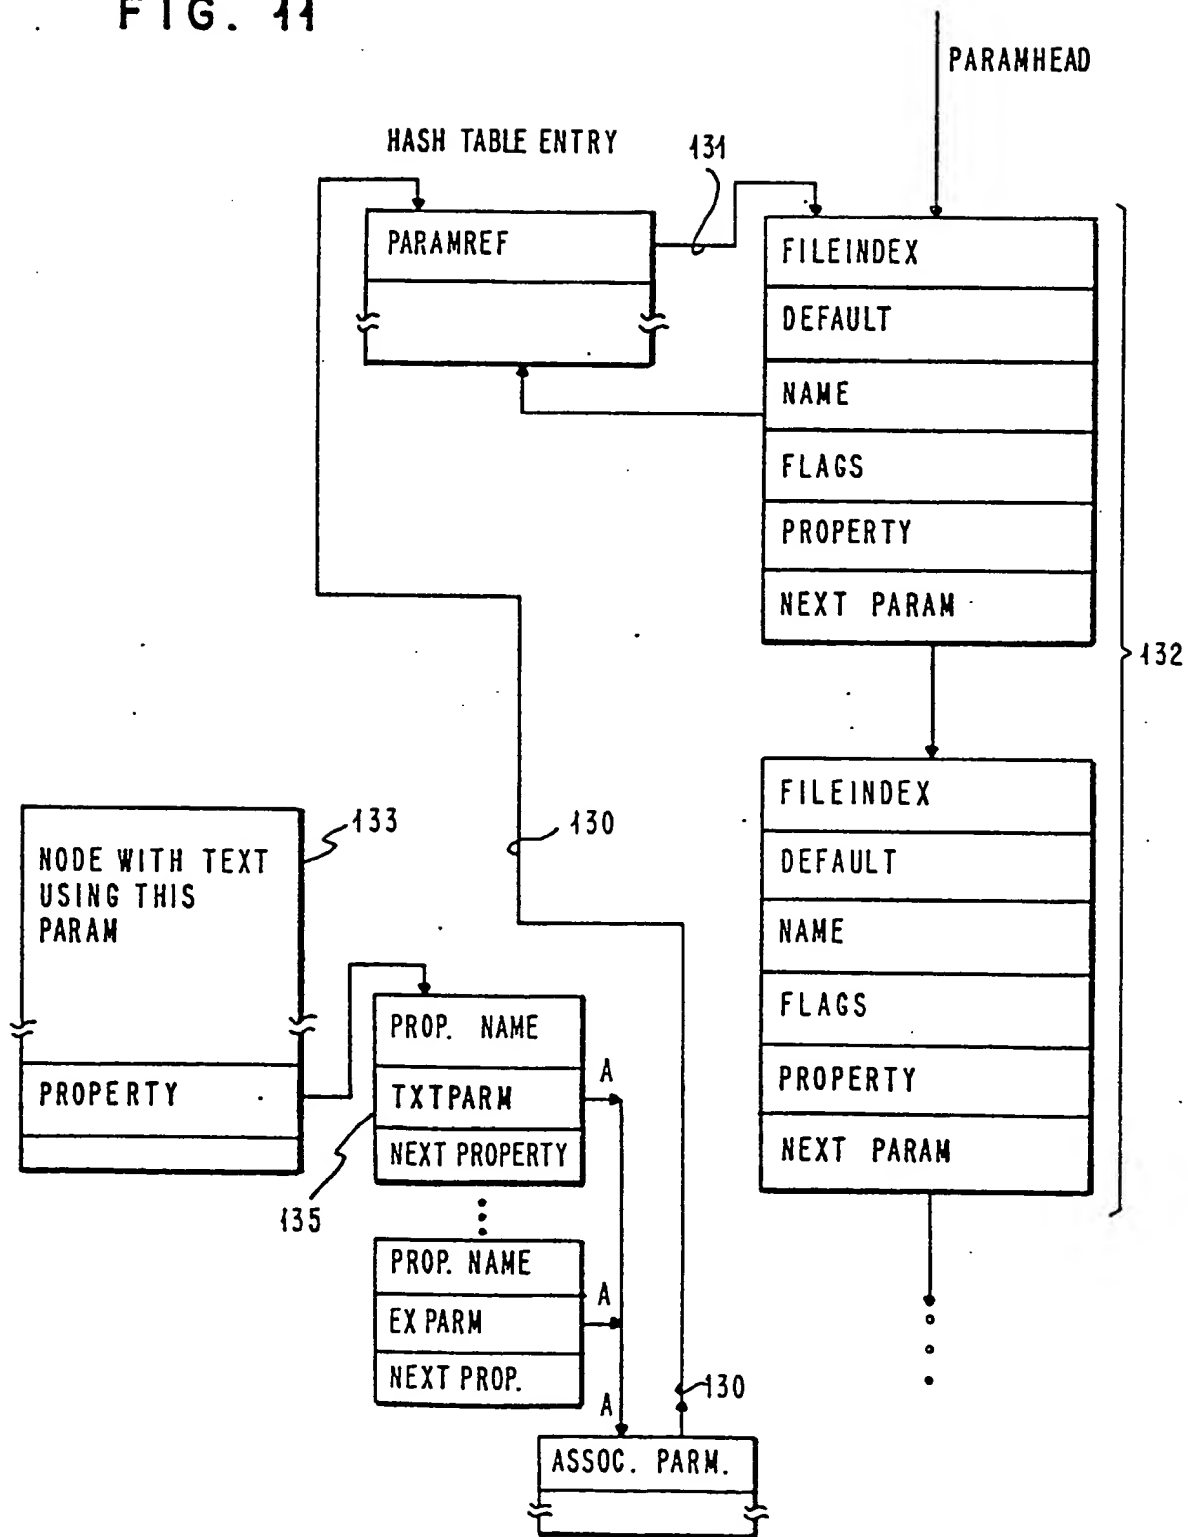 FIG. 11
PARAMHEAD
HASH TABLE ENTRY
131
PARAMREF
FILEINDEX
DEFAULT
NAME
FLAGS
PROPERTY
NEXT PARAM
132
FILEINDEX
DEFAULT
NAME
FLAGS
PROPERTY
NEXT PARAM
133
130
NODE WITH TEXT
USING THIS
PARAM
PROPERTY
PROP. NAME
TXTPARM
NEXT PROPERTY
A
135
PROP. NAME
EXPARM
NEXT PROP.
A
A
130
ASSOC. PARM.